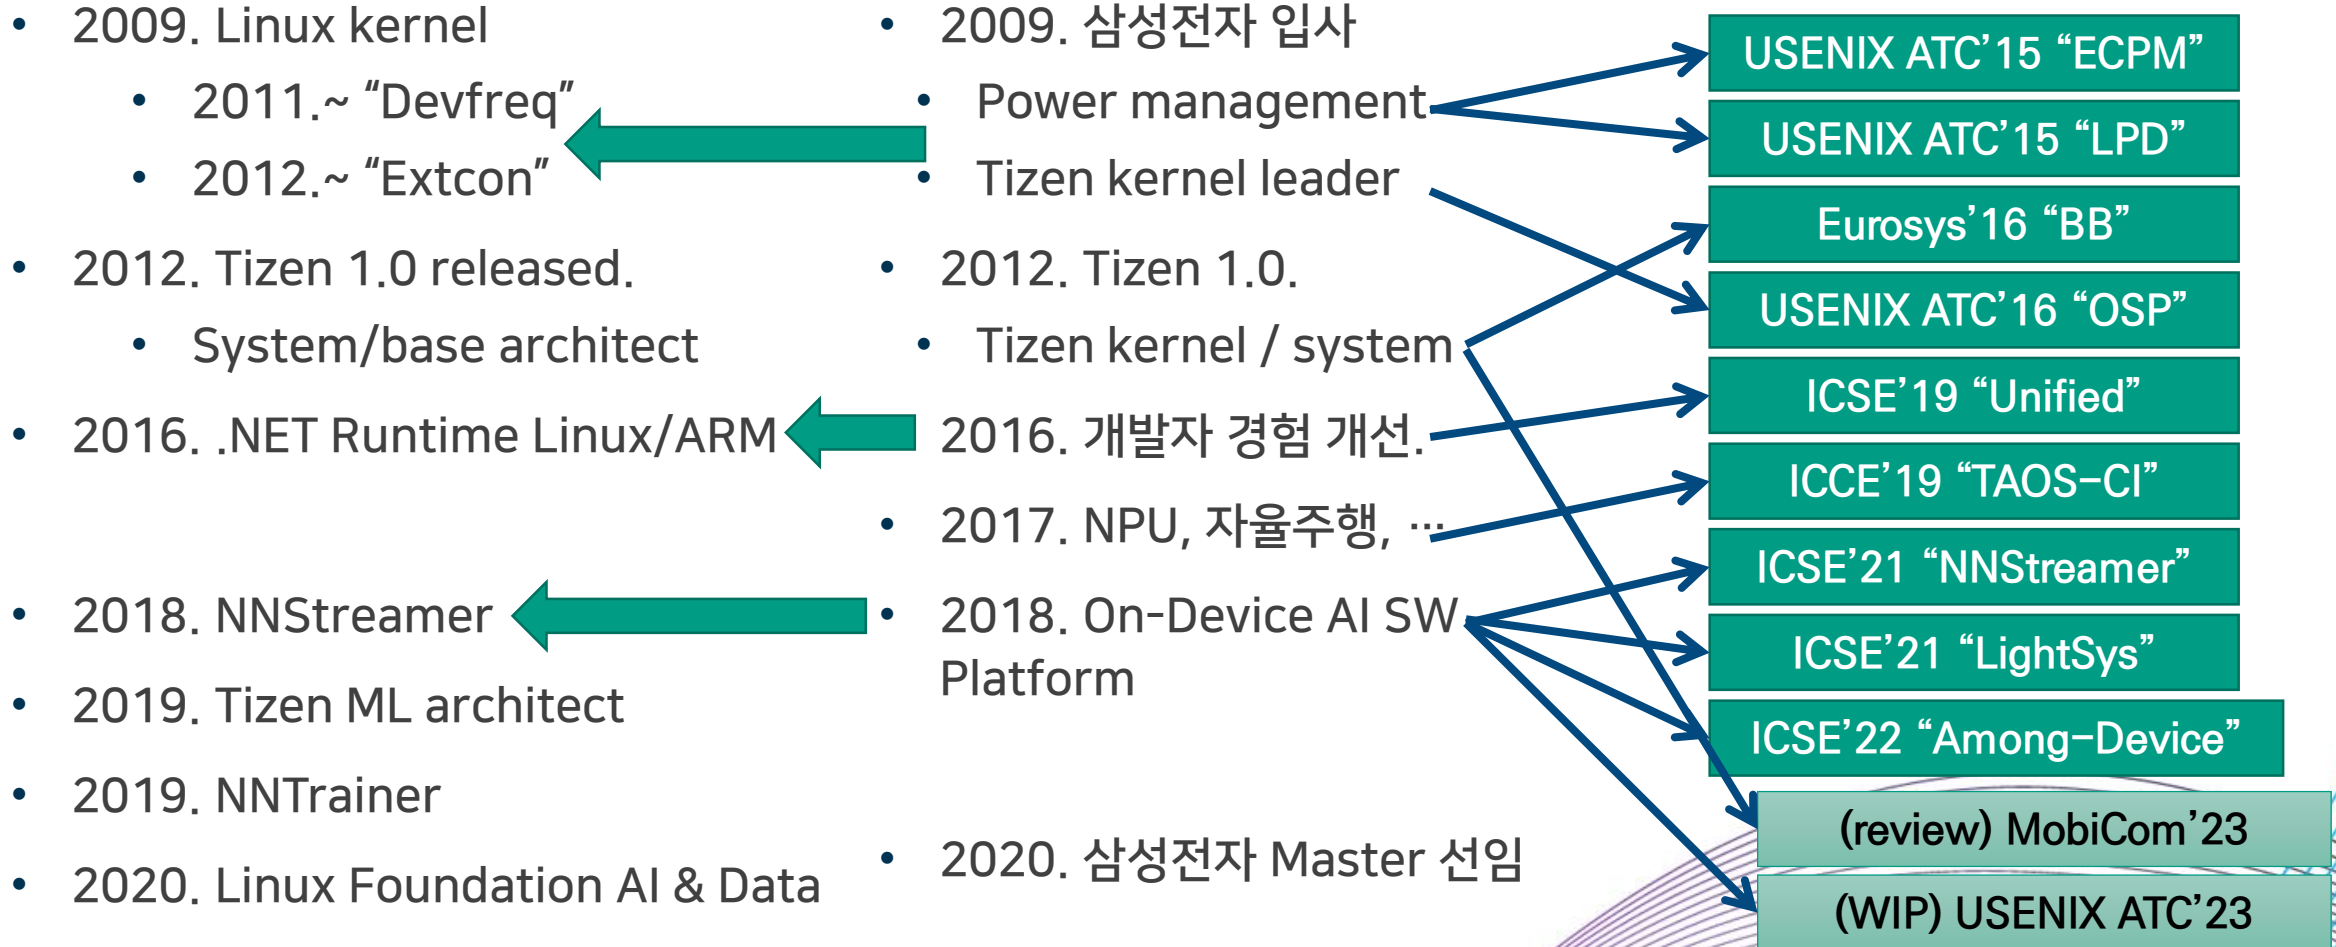 2009. Linux kernel
2011.~ “Devfreq”
2012.~ “Extcon”
2012. Tizen 1.0 released.
System/base architect
2016. .NET Runtime Linux/ARM
2018. NNStreamer
2019. Tizen ML architect
2019. NNTrainer
2020. Linux Foundation AI & Data
2009. 삼성전자 입사
Power management
Tizen kernel leader
2012. Tizen 1.0.
Tizen kernel / system
2016. 개발자 경험 개선.
2017. NPU, 자율주행, …
2018. On-Device AI SW
Platform
2020. 삼성전자 Master 선임
USENIX ATC’15 “ECPM”
USENIX ATC’15 “LPD”
Eurosys’16 “BB”
USENIX ATC’16 “OSP”
ICSE’19 “Unified”
ICCE’19 “TAOS-CI”
ICSE’21 “NNStreamer”
ICSE’21 “LightSys”
ICSE’22 “Among-Device”
(review) MobiCom’23
(WIP) USENIX ATC’23